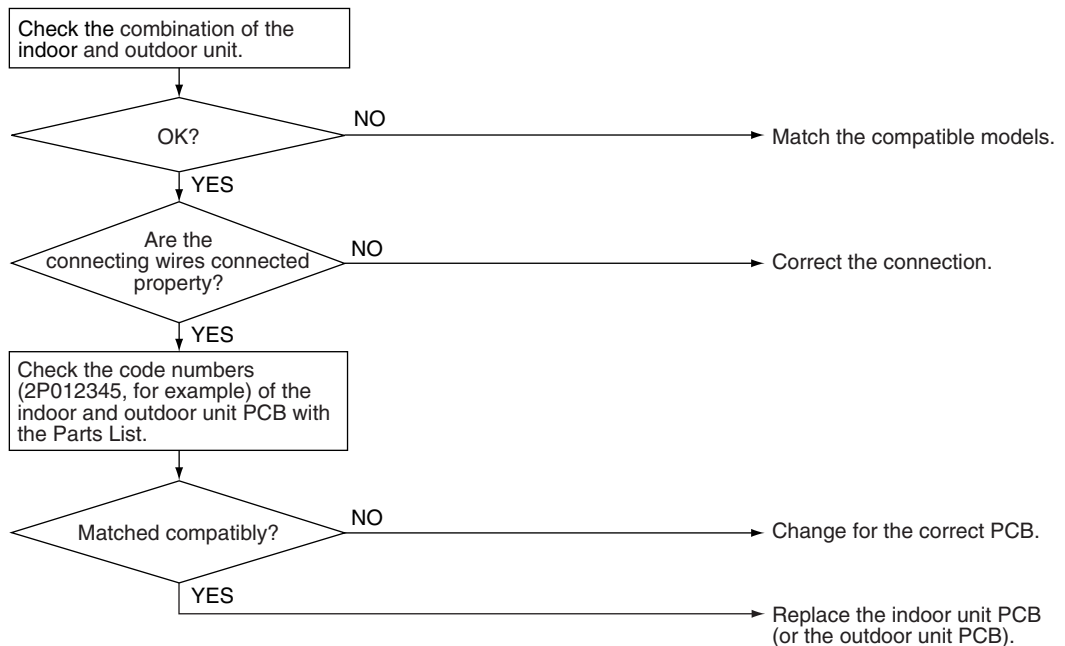 Check the combination of the
indoor and outdoor unit.
OK?
NO
Match the compatible models.
YES
Are the
connecting wires connected
property?
NO
Correct the connection.
YES
Check the code numbers
(2P012345, for example) of the
indoor and outdoor unit PCB with
the Parts List.
Matched compatibly?
NO
Change for the correct PCB.
YES
Replace the indoor unit PCB
(or the outdoor unit PCB).